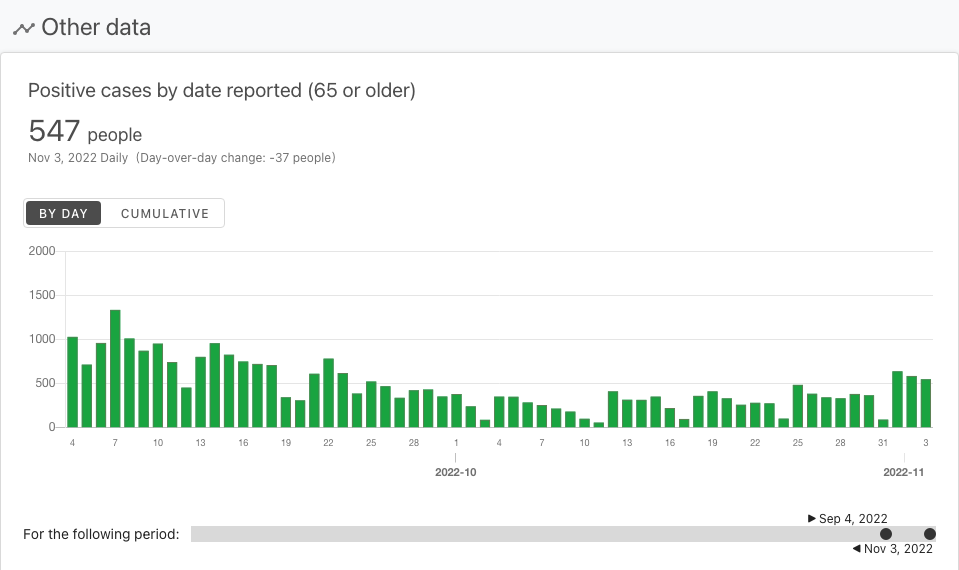 Other data
Positive cases by date reported (65 or older)
547 people
Nov 3, 2022 Daily (Day-over-day change: -37 people)
BY DAY CUMULATIVE
2000
1500
1000
500
0
4 7 10 13 16 19 22 25 28 1 4 7 10 13 16 19 22 25 28 31 3
2022-10 2022-11
▶ Sep 4, 2022
For the following period:
◀ Nov 3, 2022